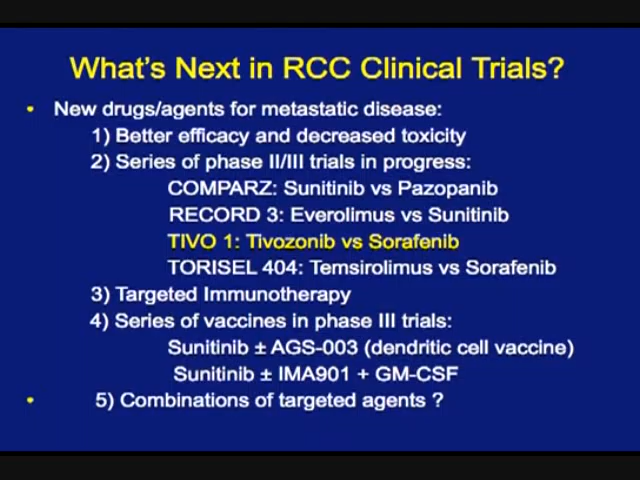 What's Next in RCC Clinical Trials?
• New drugs/agents for metastatic disease:
1) Better efficacy and decreased toxicity
2) Series of phase II/III trials in progress:
COMPARZ: Sunitinib vs Pazopanib
RECORD 3: Everolimus vs Sunitinib
TIVO 1: Tivozonib vs Sorafenib
TORISEL 404: Temsirolimus vs Sorafenib
3) Targeted Immunotherapy
4) Series of vaccines in phase III trials:
Sunitinib ± AGS-003 (dendritic cell vaccine)
Sunitinib ± IMA901 + GM-CSF
• 5) Combinations of targeted agents ?